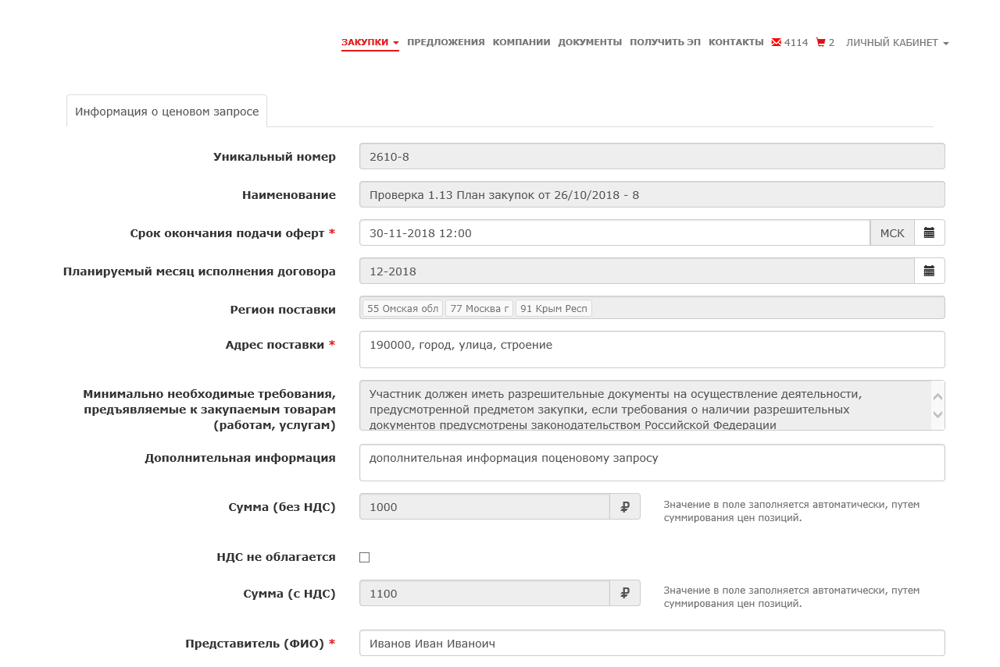 ЗАКУПКИ ПРЕДЛОЖЕНИЯ КОМПАНИИ ДОКУМЕНТЫ ПОЛУЧИТЬ ЭП КОНТАКТЫ 4114 2 ЛИЧНЫЙ КАБИНЕТ
Информация о ценовом запросе
Уникальный номер 2610-8
Наименование Проверка 1.13 План закупок от 26/10/2018 - 8
Срок окончания подачи оферт * 30-11-2018 12:00 МСК
Планируемый месяц исполнения договора 12-2018
Регион поставки 55 Омская обл 77 Москва г 91 Крым Респ
Адрес поставки * 190000, город, улица, строение
Минимально необходимые требования,
предъявляемые к закупаемым товарам
(работам, услугам)
Участник должен иметь разрешительные документы на осуществление деятельности,
предусмотренной предметом закупки, если требования о наличии разрешительных
документов предусмотрены законодательством Российской Федерации
Дополнительная информация дополнительная информация поценовому запросу
Сумма (без НДС) 1000 ₽
Значение в поле заполняется автоматически, путем
суммирования цен позиций.
НДС не облагается
Сумма (с НДС) 1100 ₽
Значение в поле заполняется автоматически, путем
суммирования цен позиций.
Представитель (ФИО) * Иванов Иван Иваноич